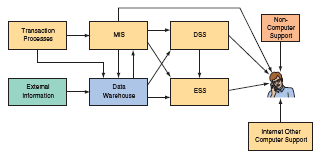 Transaction
Processes
MIS
DSS
Non-
Computer
Support
External
Information
Data
Warehouse
ESS
Internet Other
Computer Support